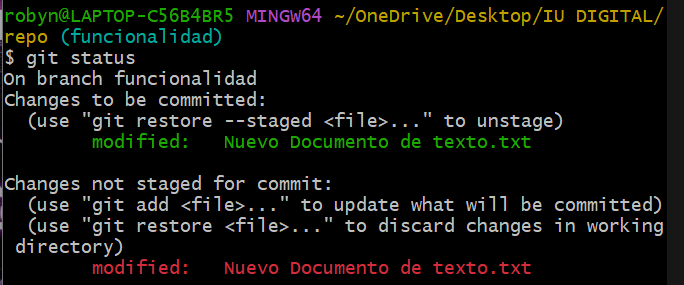 robyn@LAPTOP-C56B4BR5 MINGW64 ~/OneDrive/Desktop/IU DIGITAL/
repo (funcionalidad)
$ git status
On branch funcionalidad
Changes to be committed:
  (use "git restore --staged <file>..." to unstage)
        modified:   Nuevo Documento de texto.txt

Changes not staged for commit:
  (use "git add <file>..." to update what will be committed)
  (use "git restore <file>..." to discard changes in working
 directory)
        modified:   Nuevo Documento de texto.txt